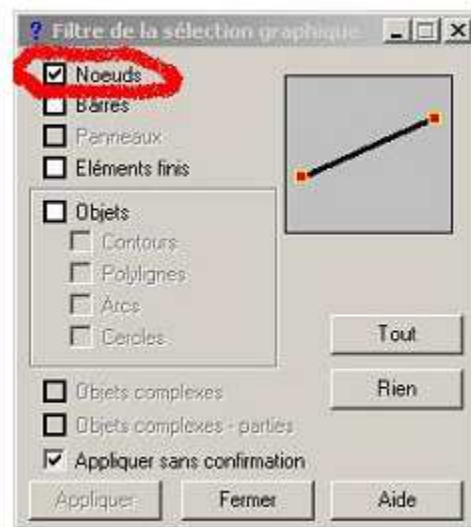 ? Filtre de la sélection graphique
Noeuds
Barres
Panneaux
Eléments finis
Objets
Contours
Polylignes
Arcs
Cercles
Tout
Rien
Objets complexes
Objets complexes - parties
Appliquer sans confirmation
Appliquer Fermer Aide